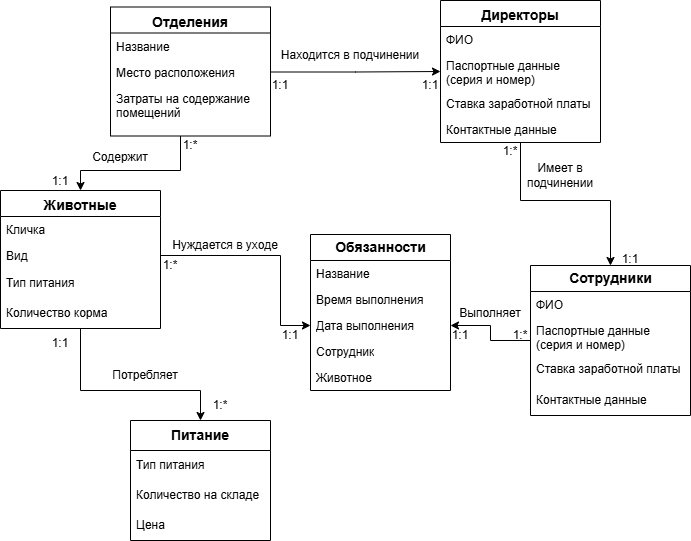 Отделения
Название
Место расположения
Затраты на содержание
помещений
Находится в подчинении
1:1
1:1
Директоры
ФИО
Паспортные данные
(серия и номер)
Ставка заработной платы
Контактные данные
1:*
Содержит
1:1
1:*
Имеет в
подчинении
1:1
Животные
Кличка
Вид
Тип питания
Количество корма
Нуждается в уходе
1:*
1:1
Обязанности
Название
Время выполнения
Дата выполнения
Сотрудник
Животное
Выполняет
1:1
1:*
Сотрудники
ФИО
Паспортные данные
(серия и номер)
Ставка заработной платы
Контактные данные
1:1
Потребляет
1:*
Питание
Тип питания
Количество на складе
Цена